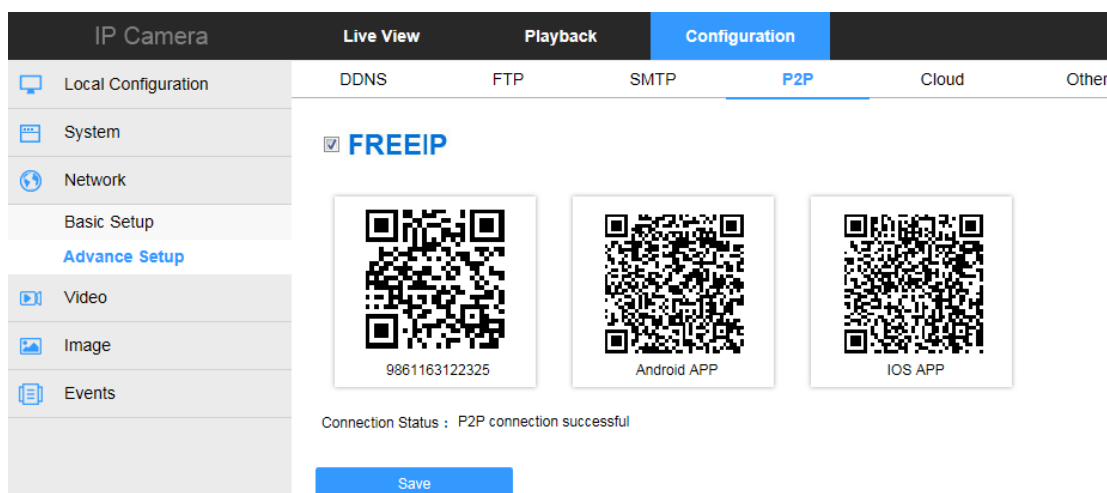 IP Camera
Live View Playback Configuration
Local Configuration
DDNS FTP SMTP P2P Cloud Other
System
FREEIP
Network
Basic Setup
Advance Setup
Video
Image
Events
9861163122325 Android APP IOS APP
Connection Status : P2P connection successful
Save